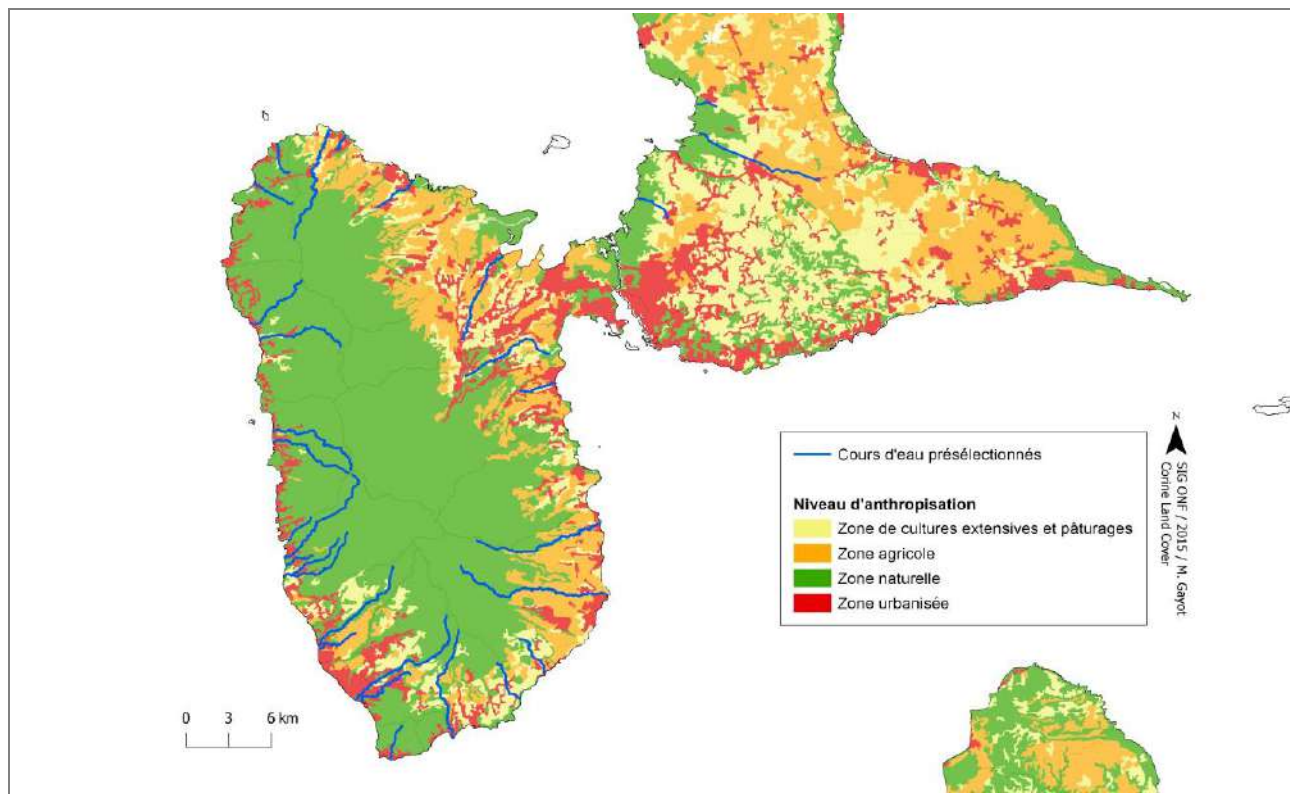 Cours d'eau présélectionnés
Niveau d'anthropisation
Zone de cultures extensives et pâturages
Zone agricole
Zone naturelle
Zone urbanisée
N
SIG ONF / 2015 / M. Gayot
Corine Land Cover
0 3 6 km